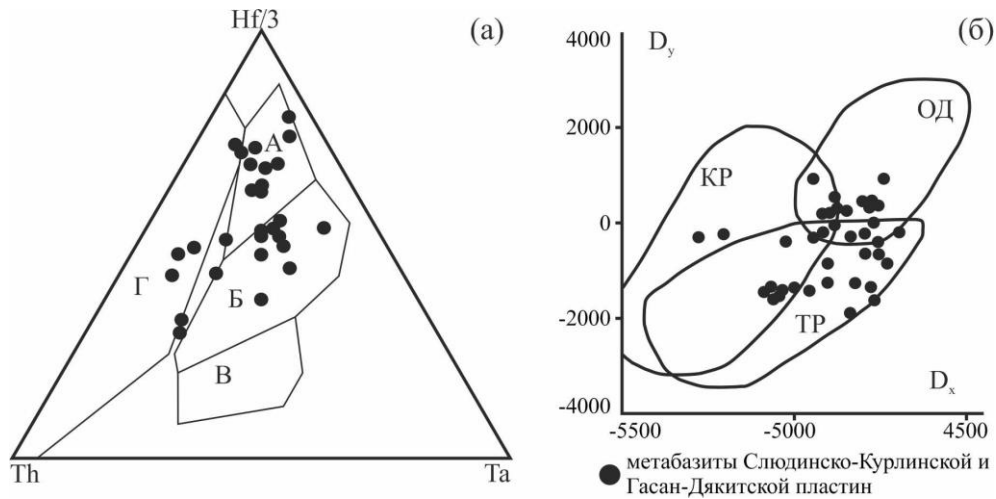 Hf/3
(а)
А
Г
Б
В
Th
Ta
4000
Dy
(б)
ОД
2000
КР
0
-2000
ТР
Dx
-4000
-5500
-5000
4500
метабазиты Слюдинско-Курлинской и
Гасан-Дякитской пластин